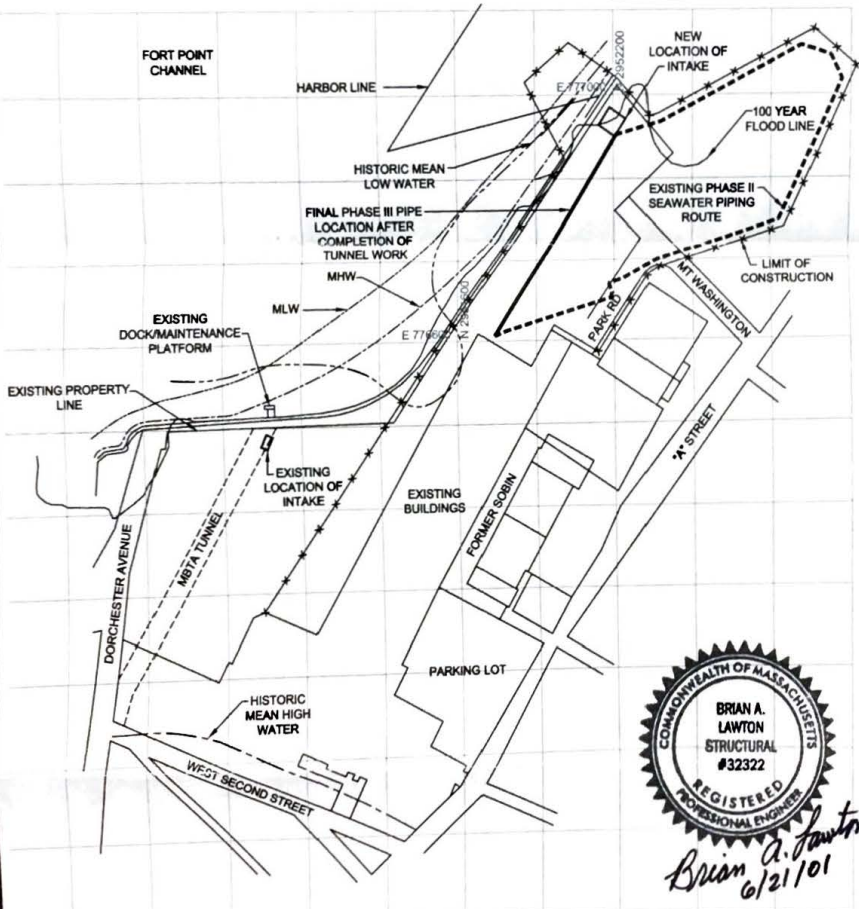 FORT POINT
CHANNEL
HARBOR LINE
NEW
LOCATION OF
INTAKE
2952200
E 777000
100 YEAR
FLOOD LINE
HISTORIC MEAN
LOW WATER
EXISTING PHASE II
SEAWATER PIPING
ROUTE
FINAL PHASE III PIPE
LOCATION AFTER
COMPLETION OF
TUNNEL WORK
LIMIT OF
CONSTRUCTION
MHW
MLW
MT WASHINGTON
PARK RD
EXISTING
DOCK/MAINTENANCE
PLATFORM
EXISTING PROPERTY
LINE
"A" STREET
EXISTING
LOCATION OF
INTAKE
EXISTING
BUILDINGS
FORMER SOBIN
MBTA TUNNEL
DORCHESTER AVENUE
PARKING LOT
HISTORIC
MEAN HIGH
WATER
WEST SECOND STREET
COMMONWEALTH OF MASSACHUSETTS
BRIAN A.
LAWTON
STRUCTURAL
#32322
REGISTERED
PROFESSIONAL ENGINEER
Brian A. Lawton
6/21/01